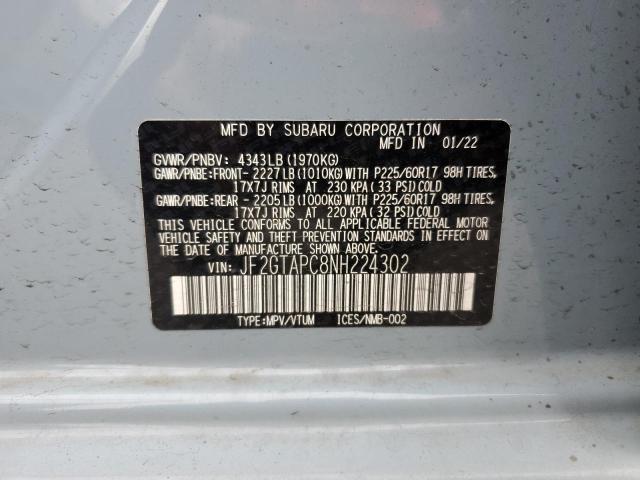 MFD BY SUBARU CORPORATION
MFD IN 01/22
GVWR/PNBV: 4343LB(1970KG)
GAWR/PNBE:FRONT-2227LB(1010KG)WITH P225/60R17 98H TIRES,
17X7J RIMS AT 230 KPA(33 PSI)COLD
GAWR/PNBE:REAR -2205LB(1000KG)WITH P225/60R17 98H TIRES,
17X7J RIMS AT 220 KPA(32 PSI)COLD
THIS VEHICLE CONFORMS TO ALL APPLICABLE FEDERAL MOTOR
VEHICLE SAFETY, BUMPER, AND THEFT PREVENTION STANDARDS
IN EFFECT ON THE DATE OF MANUFACTURE SHOWN ABOVE.
VIN: JF2GTAPC8NH224302
TYPE:MPV/VTUM ICES/NMB-002